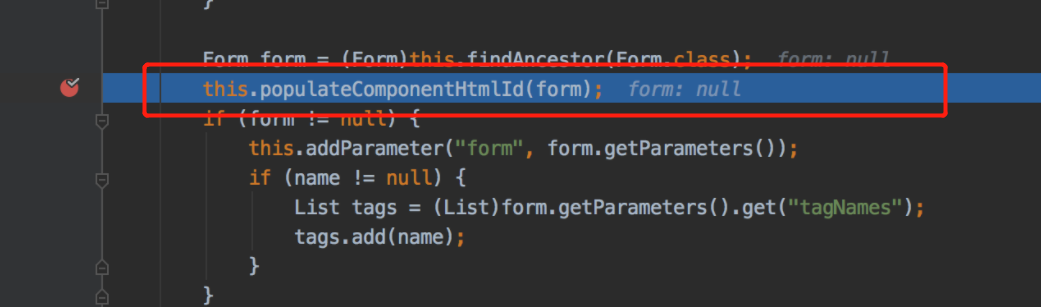 }
Form form = (Form)this.findAncestor(Form.class); form: null
this.populateComponentHtmlId(form); form: null
if (form != null) {
this.addParameter("form", form.getParameters());
if (name != null) {
List tags = (List)form.getParameters().get("tagNames");
tags.add(name);
}
}